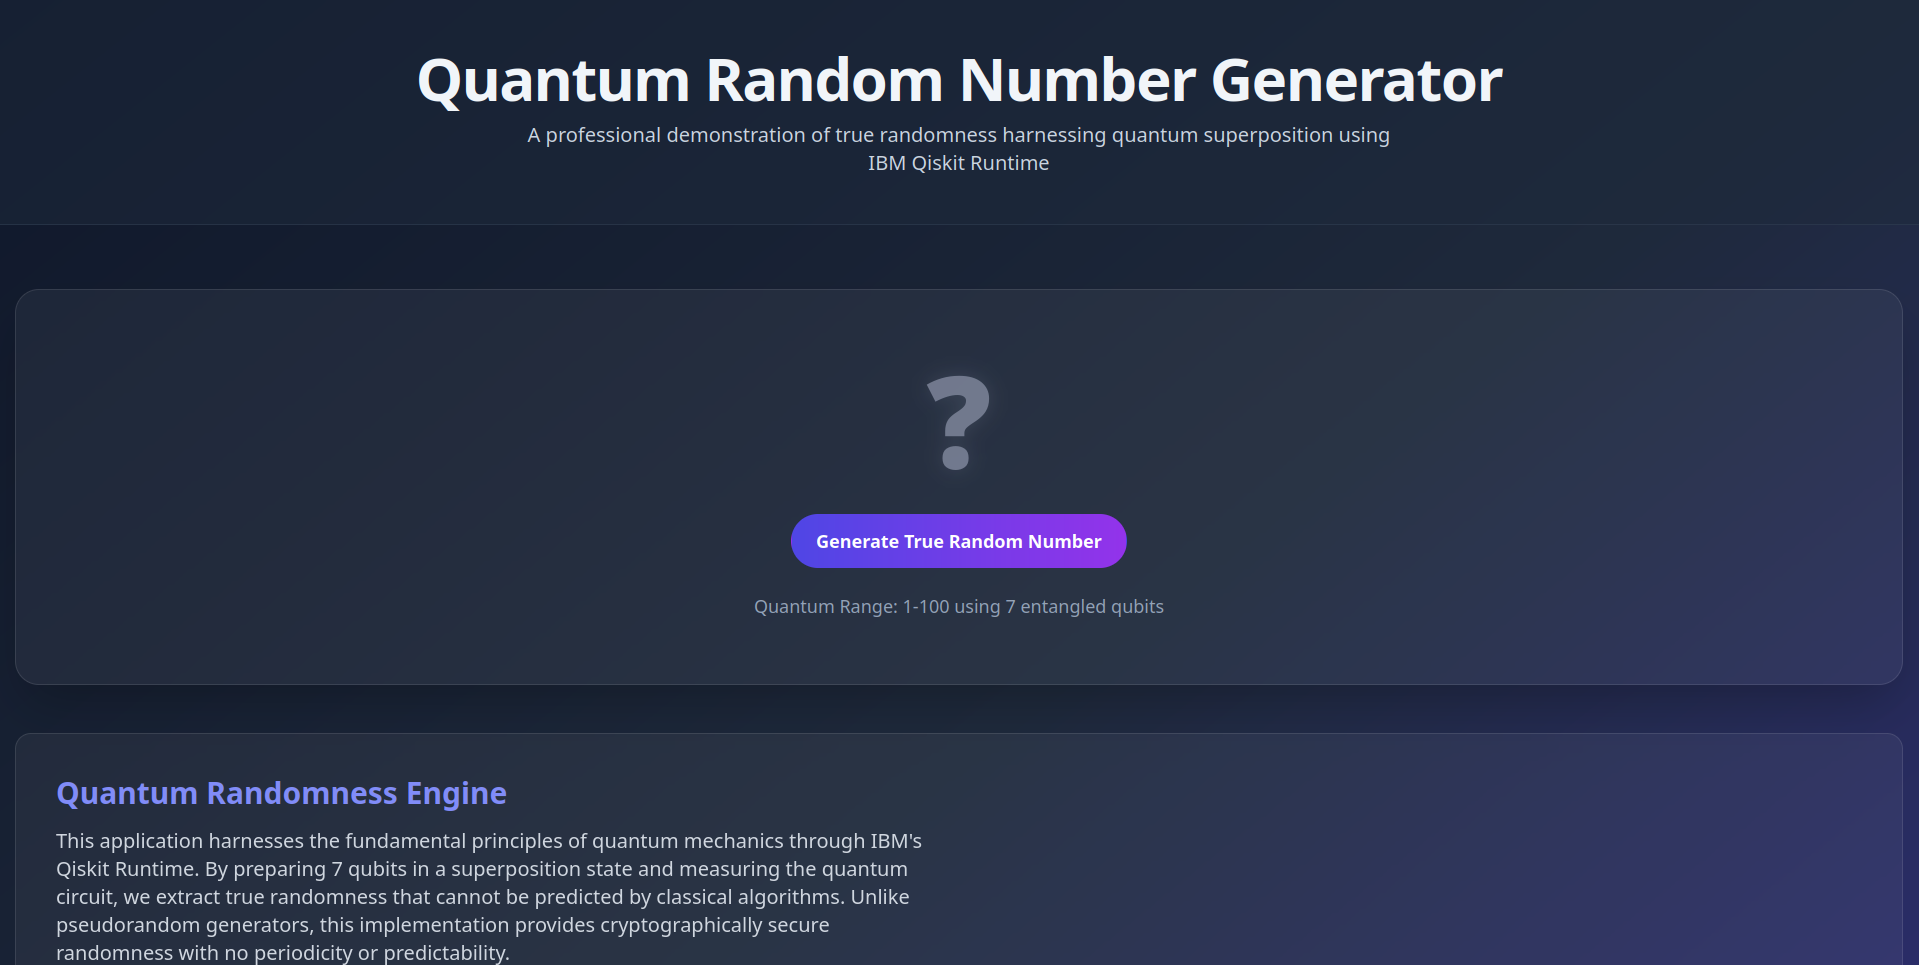 Quantum Random Number Generator
A professional demonstration of true randomness harnessing quantum superposition using
IBM Qiskit Runtime
?
Generate True Random Number
Quantum Range: 1-100 using 7 entangled qubits
Quantum Randomness Engine
This application harnesses the fundamental principles of quantum mechanics through IBM's
Qiskit Runtime. By preparing 7 qubits in a superposition state and measuring the quantum
circuit, we extract true randomness that cannot be predicted by classical algorithms. Unlike
pseudorandom generators, this implementation provides cryptographically secure
randomness with no periodicity or predictability.